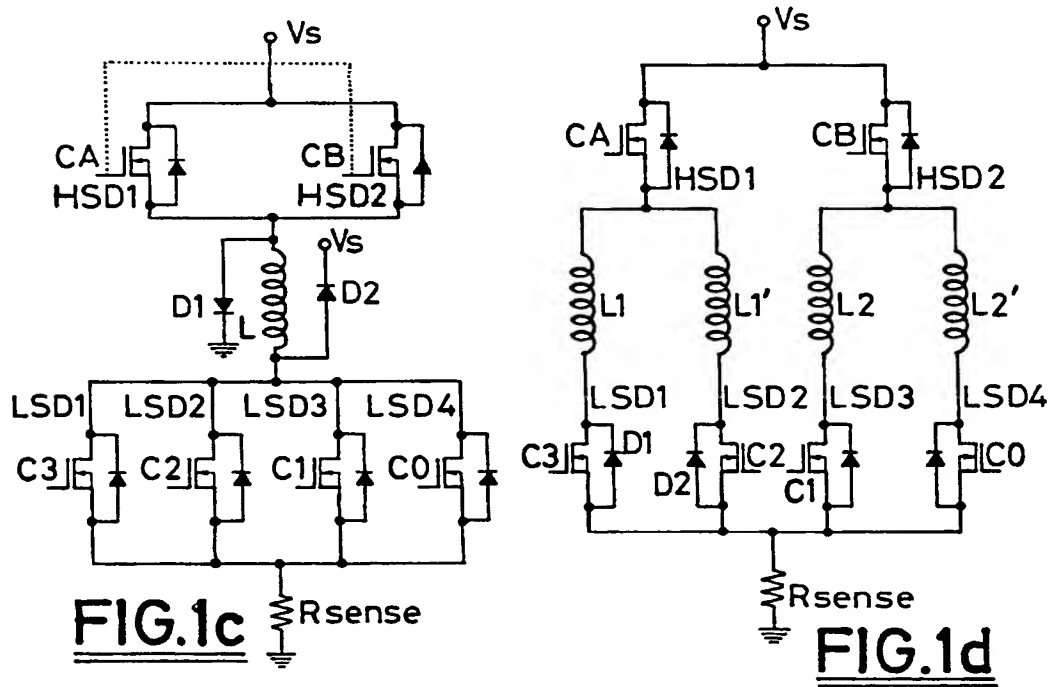 Vs
CA
HSD1
CB
HSD2
Vs
D1
L
D2
LSD1 LSD2 LSD3 LSD4
C3 C2 C1 C0
Rsense
FIG.1c
Vs
CA
HSD1
CB
HSD2
L1 L1' L2 L2'
LSD1 LSD2 LSD3 LSD4
C3 D1 D2 C2 C1 C0
Rsense
FIG.1d